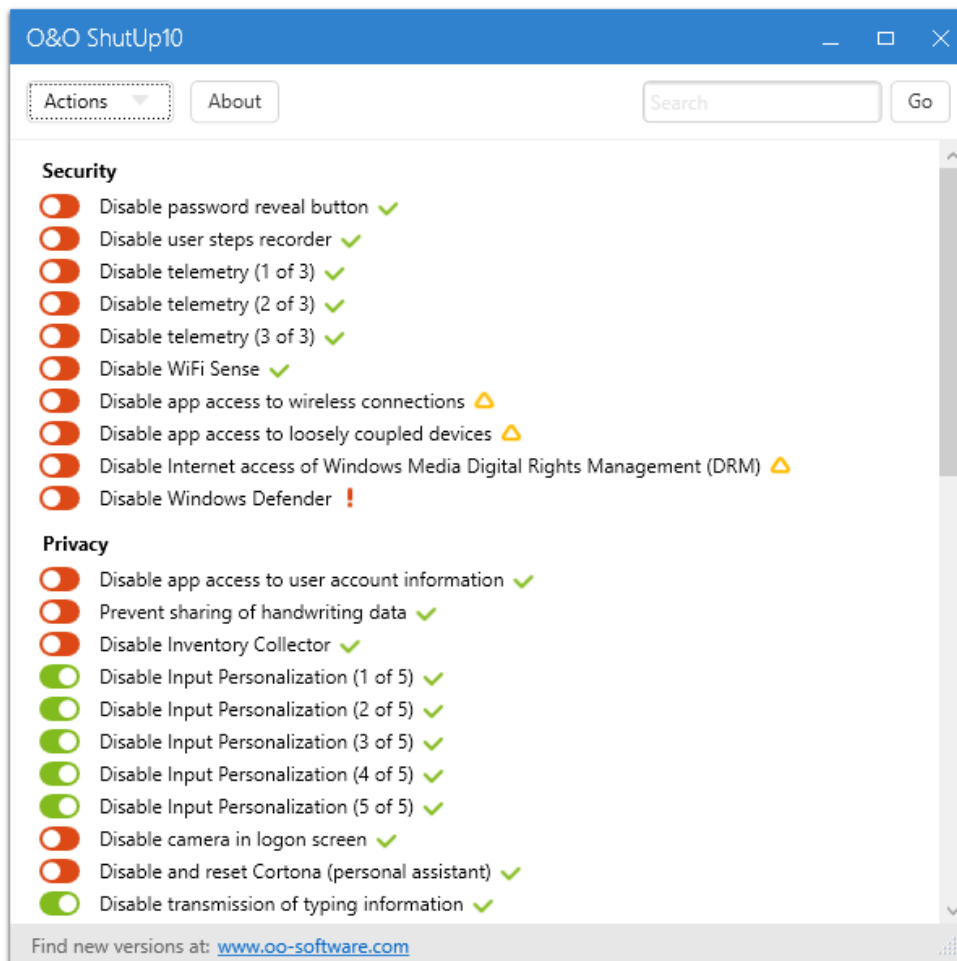 O&O ShutUp10
Actions About Search Go
Security
Disable password reveal button
Disable user steps recorder
Disable telemetry (1 of 3)
Disable telemetry (2 of 3)
Disable telemetry (3 of 3)
Disable WiFi Sense
Disable app access to wireless connections
Disable app access to loosely coupled devices
Disable Internet access of Windows Media Digital Rights Management (DRM)
Disable Windows Defender
Privacy
Disable app access to user account information
Prevent sharing of handwriting data
Disable Inventory Collector
Disable Input Personalization (1 of 5)
Disable Input Personalization (2 of 5)
Disable Input Personalization (3 of 5)
Disable Input Personalization (4 of 5)
Disable Input Personalization (5 of 5)
Disable camera in logon screen
Disable and reset Cortona (personal assistant)
Disable transmission of typing information
Find new versions at: www.oo-software.com